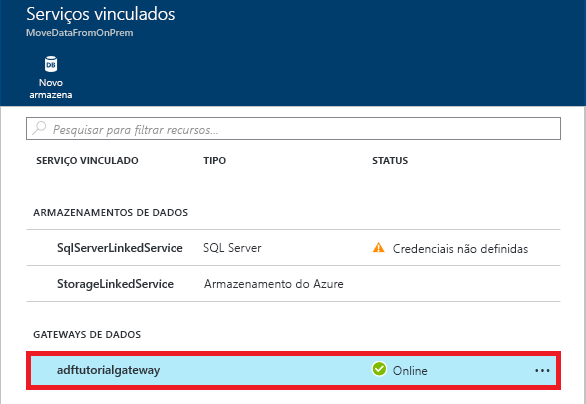 Serviços vinculados
MoveDataFromOnPrem
Novo
armazena
Pesquisar para filtrar recursos...
SERVIÇO VINCULADO TIPO STATUS
ARMAZENAMENTOS DE DADOS
SqlServerLinkedService SQL Server Credenciais não definidas
StorageLinkedService Armazenamento do Azure
GATEWAYS DE DADOS
adftutorialgateway Online ...